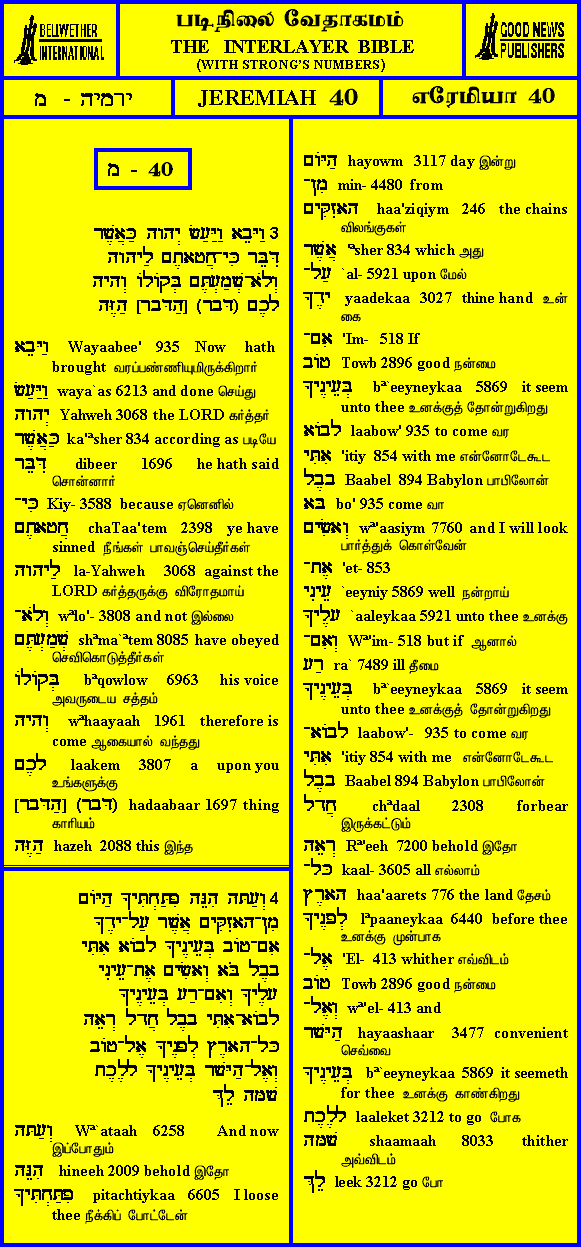 BELLWETHER
INTERNATIONAL
படிநிலை வேதாகமம்
THE INTERLAYER BIBLE
(WITH STRONG'S NUMBERS)
GOOD NEWS
PUBLISHERS
ירמיה - מ
JEREMIAH 40
எரேமியா 40
מ - 40
3 וַיָּבֵא וַיַּעַשׂ יְהוָה כַּאֲשֶׁר
דִּבֵּר כִּי־חֲטָאתֶם לַיהוָה
וְלֹא־שְׁמַעְתֶּם בְּקוֹלוֹ וְהָיָה
לָכֶם (דבר) [הַדָּבָר] הַזֶּה
וַיָּבֵא Wayaabee' 935 Now hath
brought வரப்பண்ணியுமிருக்கிறார்
וַיַּעַשׂ waya`as 6213 and done செய்து
יְהוָה Yahweh 3068 the LORD கர்த்தர்
כַּאֲשֶׁר ka'ªsher 834 according as படியே
דִּבֵּר dibeer 1696 he hath said
சொன்னார்
כִּי־ Kiy- 3588 because ஏனெனில்
חֲטָאתֶם chaTaa'tem 2398 ye have
sinned நீங்கள் பாவஞ்செய்தீர்கள்
לַיהוָה la-Yahweh 3068 against the
LORD கர்த்தருக்கு விரோதமாய்
וְלֹא־ wªlo'- 3808 and not இல்லை
שְׁמַעְתֶּם shªma`ªtem 8085 have obeyed
செவிகொடுத்தீர்கள்
בְּקוֹלוֹ bªqowlow 6963 his voice
அவருடைய சத்தம்
וְהָיָה wªhaayaah 1961 therefore is
come ஆகையால் வந்தது
לָכֶם laakem 3807 a upon you
உங்களுக்கு
(דבר) [הַדָּבָר] hadaabaar 1697 thing
காரியம்
הַזֶּה hazeh 2088 this இந்த
4 וְעַתָּה הִנֵּה פִתַּחְתִּיךָ הַיּוֹם
מִן־הָאזִקִּים אֲשֶׁר עַל־יָדֶךָ
אִם־טוֹב בְּעֵינֶיךָ לָבוֹא אִתִּי
בָבֶל בֹּא וְאָשִׂים אֶת־עֵינִי
עָלֶיךָ וְאִם־רַע בְּעֵינֶיךָ
לָבוֹא־אִתִּי בָבֶל חֲדָל רְאֵה
כָּל־הָאָרֶץ לְפָנֶיךָ אֶל־טוֹב
וְאֶל־הַיָּשָׁר בְּעֵינֶיךָ לָלֶכֶת
שָׁמָּה לֵךְ
וְעַתָּה Wª`ataah 6258 And now
இப்போதும்
הִנֵּה hineeh 2009 behold இதோ
פִתַּחְתִּיךָ pitachtiykaa 6605 I loose
thee நீக்கிப் போட்டேன்
הַיּוֹם hayowm 3117 day இன்று
מִן־ min- 4480 from
הָאזִקִּים haa'ziqiym 246 the chains
விலங்குகள்
אֲשֶׁר 'ªsher 834 which அது
עַל־ `al- 5921 upon மேல்
יָדֶךָ yaadekaa 3027 thine hand உன்
கை
אִם־ 'Im- 518 If
טוֹב Towb 2896 good நன்மை
בְּעֵינֶיךָ bª`eeyneykaa 5869 it seem
unto thee உனக்குத் தோன்றுகிறது
לָבוֹא laabow' 935 to come வர
אִתִּי 'itiy 854 with me என்னோடேகூட
בָבֶל Baabel 894 Babylon பாபிலோன்
בֹּא bo' 935 come வா
וְאָשִׂים wª'aasiym 7760 and I will look
பார்த்துக் கொள்வேன்
אֶת־ 'et- 853
עֵינִי `eeyniy 5869 well நன்றாய்
עָלֶיךָ `aaleykaa 5921 unto thee உனக்கு
וְאִם־ Wª'im- 518 but if ஆனால்
רַע ra` 7489 ill தீமை
בְּעֵינֶיךָ bª`eeyneykaa 5869 it seem
unto thee உனக்குத் தோன்றுகிறது
לָבוֹא־ laabow'- 935 to come வர
אִתִּי 'itiy 854 with me என்னோடேகூட
בָבֶל Baabel 894 Babylon பாபிலோன்
חֲדָל chªdaal 2308 forbear
இருக்கட்டும்
רְאֵה Rª'eeh 7200 behold இதோ
כָּל־ kaal- 3605 all எல்லாம்
הָאָרֶץ haa'aarets 776 the land தேசம்
לְפָנֶיךָ lªpaaneykaa 6440 before thee
உனக்கு முன்பாக
אֶל־ 'El- 413 whither எவ்விடம்
טוֹב Towb 2896 good நன்மை
וְאֶל־ wª'el- 413 and
הַיָּשָׁר hayaashaar 3477 convenient
செவ்வை
בְּעֵינֶיךָ bª`eeyneykaa 5869 it seemeth
for thee உனக்கு காண்கிறது
לָלֶכֶת laaleket 3212 to go போக
שָׁמָּה shaamaah 8033 thither
அவ்விடம்
לֵךְ leek 3212 go போ